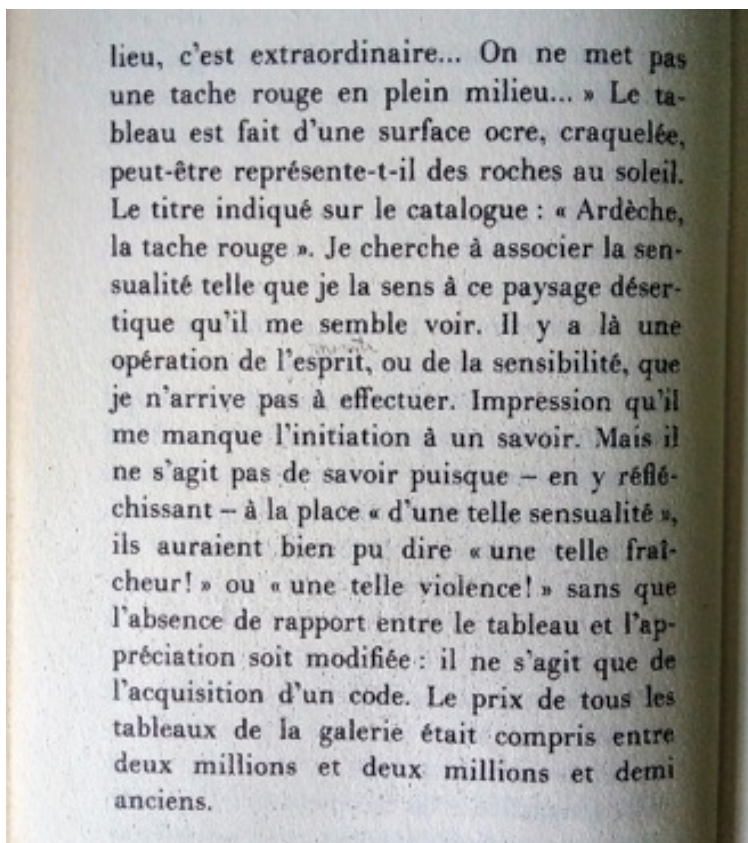 lieu, c'est extraordinaire... On ne met pas
une tache rouge en plein milieu... » Le ta-
bleau est fait d'une surface ocre, craquelée,
peut-être représente-t-il des roches au soleil.
Le titre indiqué sur le catalogue : « Ardèche,
la tache rouge ». Je cherche à associer la sen-
sualité telle que je la sens à ce paysage déser-
tique qu'il me semble voir. Il y a là une
opération de l'esprit, ou de la sensibilité, que
je n'arrive pas à effectuer. Impression qu'il
me manque l'initiation à un savoir. Mais il
ne s'agit pas de savoir puisque – en y réflé-
chissant – à la place « d'une telle sensualité »,
ils auraient bien pu dire « une telle fraî-
cheur! » ou « une telle violence! » sans que
l'absence de rapport entre le tableau et l'ap-
préciation soit modifiée : il ne s'agit que de
l'acquisition d'un code. Le prix de tous les
tableaux de la galerie était compris entre
deux millions et deux millions et demi
anciens.